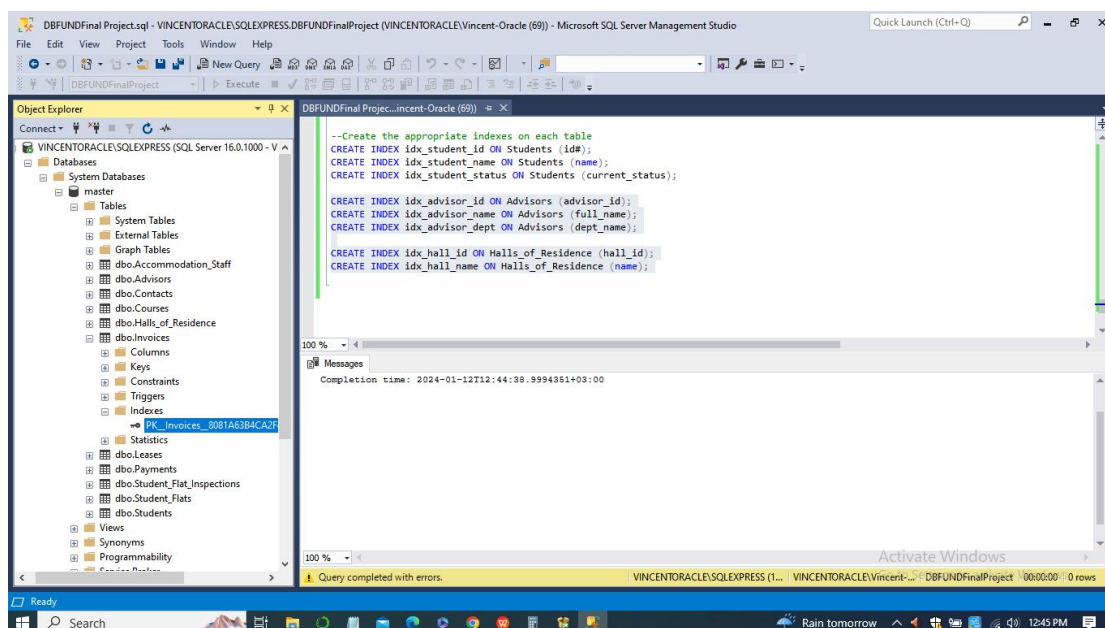 DBFUNDFinal Project.sql - VINCENTORACLE\SQLEXPRESS.DBFUNDFinalProject (VINCENTORACLE\Vincent-Oracle (69)) - Microsoft SQL Server Management Studio
Quick Launch (Ctrl+Q)
File Edit View Project Tools Window Help
New Query
DBFUNDFinalProject
Execute
Object Explorer
DBFUNDFinal Projec...incent-Oracle (69))
Connect
VINCENTORACLE\SQLEXPRESS (SQL Server 16.0.1000 - V
Databases
System Databases
master
Tables
System Tables
External Tables
Graph Tables
dbo.Accommodation_Staff
dbo.Advisors
dbo.Contacts
dbo.Courses
dbo.Halls_of_Residence
dbo.Invoices
Columns
Keys
Constraints
Triggers
Indexes
PK__Invoices__8081A63B4CA2F
Statistics
dbo.Leases
dbo.Payments
dbo.Student_Flat_Inspections
dbo.Student_Flats
dbo.Students
Views
Synonyms
Programmability
--Create the appropriate indexes on each table
CREATE INDEX idx_student_id ON Students (id#);
CREATE INDEX idx_student_name ON Students (name);
CREATE INDEX idx_student_status ON Students (current_status);
CREATE INDEX idx_advisor_id ON Advisors (advisor_id);
CREATE INDEX idx_advisor_name ON Advisors (full_name);
CREATE INDEX idx_advisor_dept ON Advisors (dept_name);
CREATE INDEX idx_hall_id ON Halls_of_Residence (hall_id);
CREATE INDEX idx_hall_name ON Halls_of_Residence (name);
100 %
Messages
Completion time: 2024-01-12T12:44:38.9994351+03:00
100 %
Activate Windows
Query completed with errors.
VINCENTORACLE\SQLEXPRESS (1... VINCENTORACLE\Vincent-... DBFUNDFinalProject 00:00:00 0 rows
Ready
Search
Rain tomorrow
12:45 PM